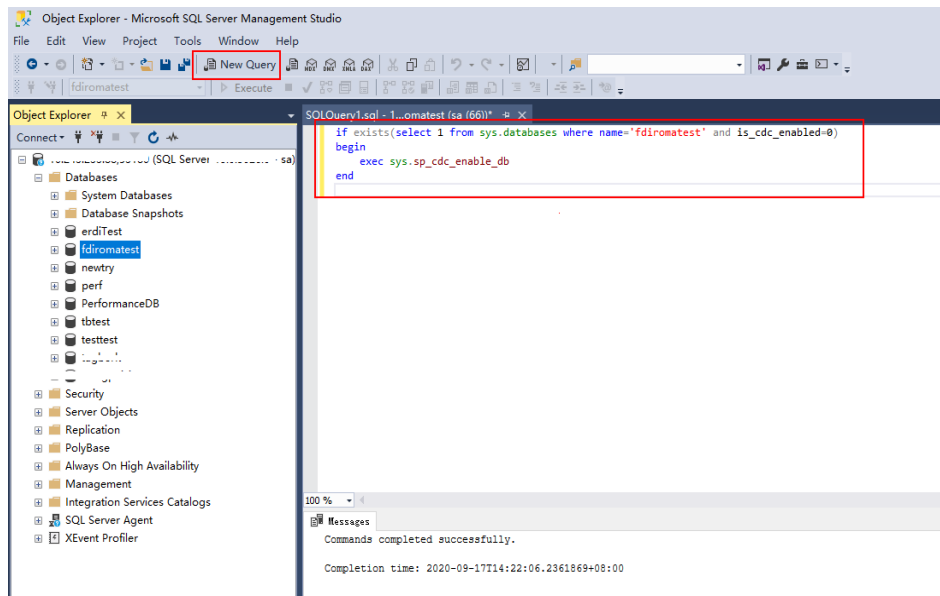 Object Explorer - Microsoft SQL Server Management Studio
File Edit View Project Tools Window Help
New Query
fdiromatest Execute
Object Explorer
Connect
(SQL Server sa)
Databases
System Databases
Database Snapshots
erdiTest
fdiromatest
newtry
perf
PerformanceDB
tbtest
testtest
Security
Server Objects
Replication
PolyBase
Always On High Availability
Management
Integration Services Catalogs
SQL Server Agent
XEvent Profiler
SQLQuery1.sql - 1...omatest (sa (66))*
if exists(select 1 from sys.databases where name='fdiromatest' and is_cdc_enabled=0)
begin
exec sys.sp_cdc_enable_db
end
100 %
Messages
Commands completed successfully.
Completion time: 2020-09-17T14:22:06.2361869+08:00